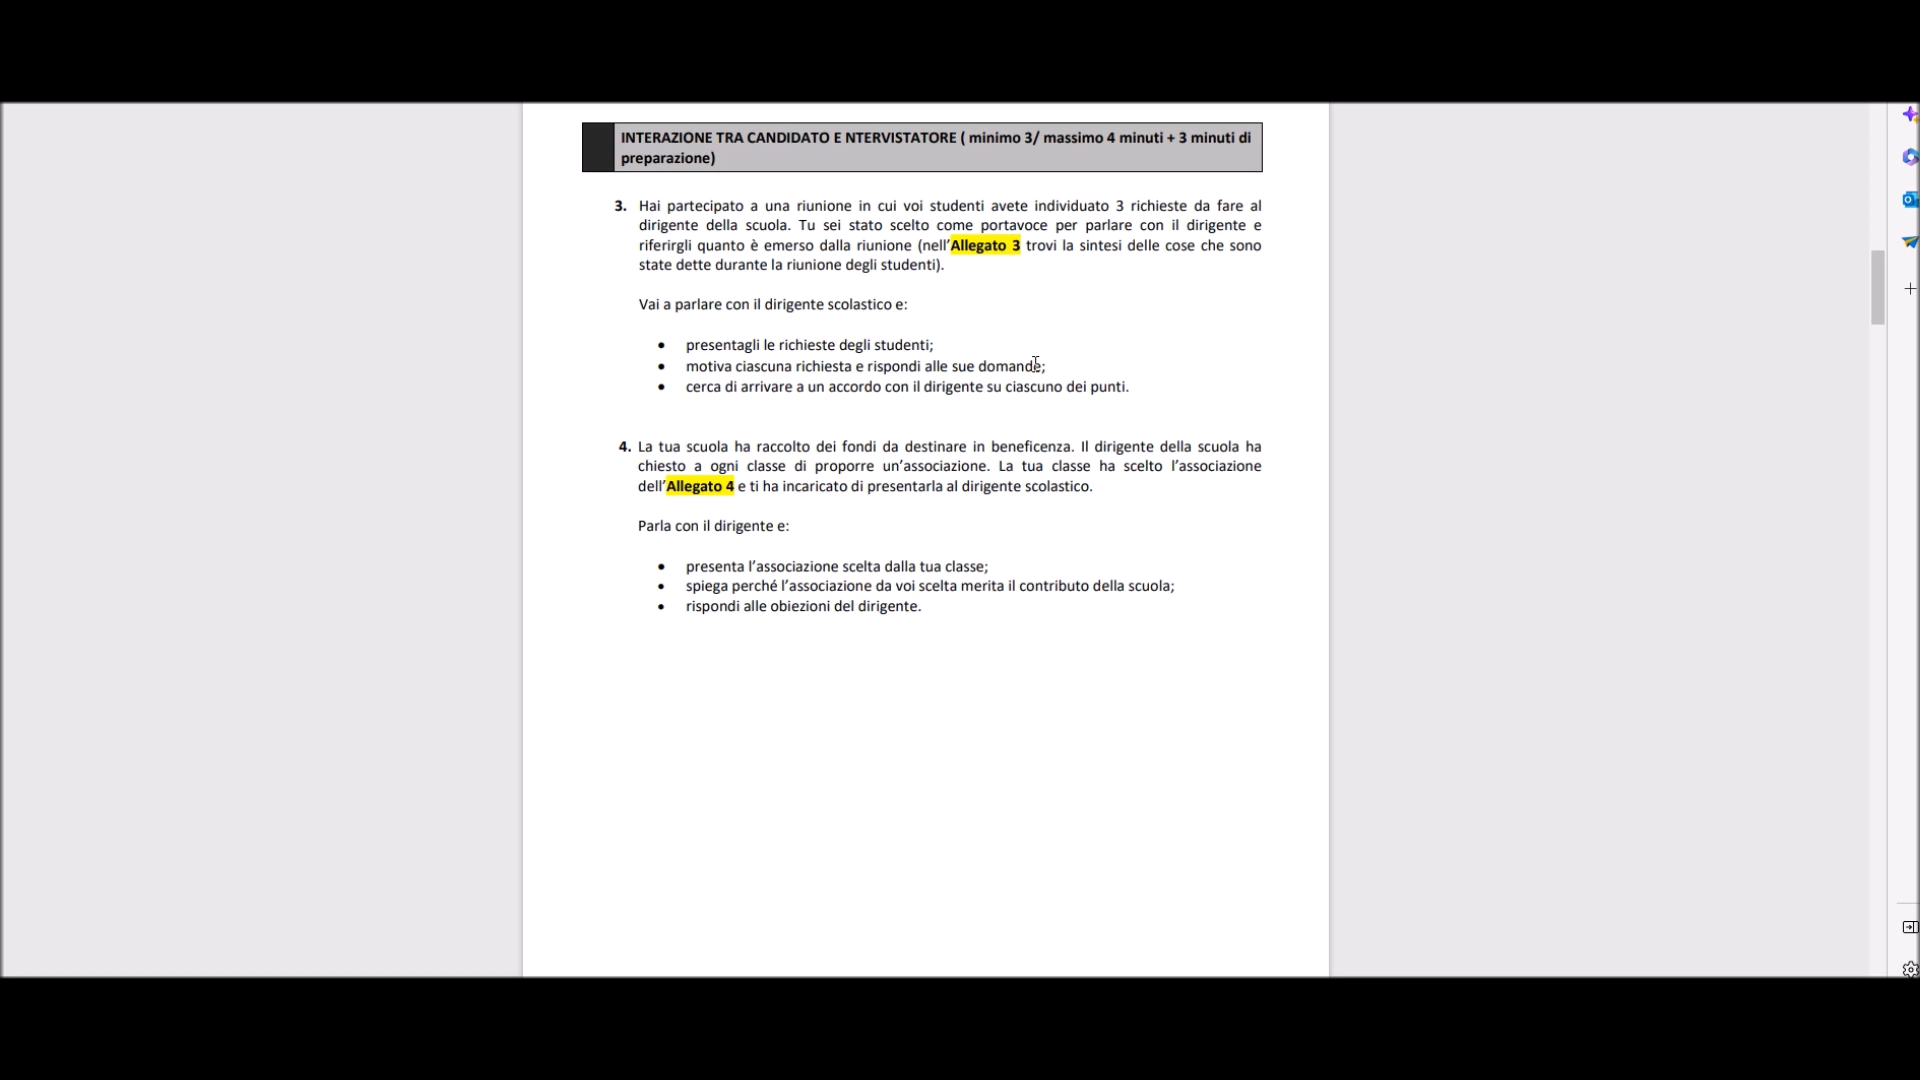 INTERAZIONE TRA CANDIDATO E NTERVISTATORE ( minimo 3/ massimo 4 minuti + 3 minuti di
preparazione)
3. Hai partecipato a una riunione in cui voi studenti avete individuato 3 richieste da fare al
dirigente della scuola. Tu sei stato scelto come portavoce per parlare con il dirigente e
riferirgli quanto è emerso dalla riunione (nell’Allegato 3 trovi la sintesi delle cose che sono
state dette durante la riunione degli studenti).
Vai a parlare con il dirigente scolastico e:
• presentagli le richieste degli studenti;
• motiva ciascuna richiesta e rispondi alle sue domande;
• cerca di arrivare a un accordo con il dirigente su ciascuno dei punti.
4. La tua scuola ha raccolto dei fondi da destinare in beneficenza. Il dirigente della scuola ha
chiesto a ogni classe di proporre un’associazione. La tua classe ha scelto l’associazione
dell’Allegato 4 e ti ha incaricato di presentarla al dirigente scolastico.
Parla con il dirigente e:
• presenta l’associazione scelta dalla tua classe;
• spiega perché l’associazione da voi scelta merita il contributo della scuola;
• rispondi alle obiezioni del dirigente.